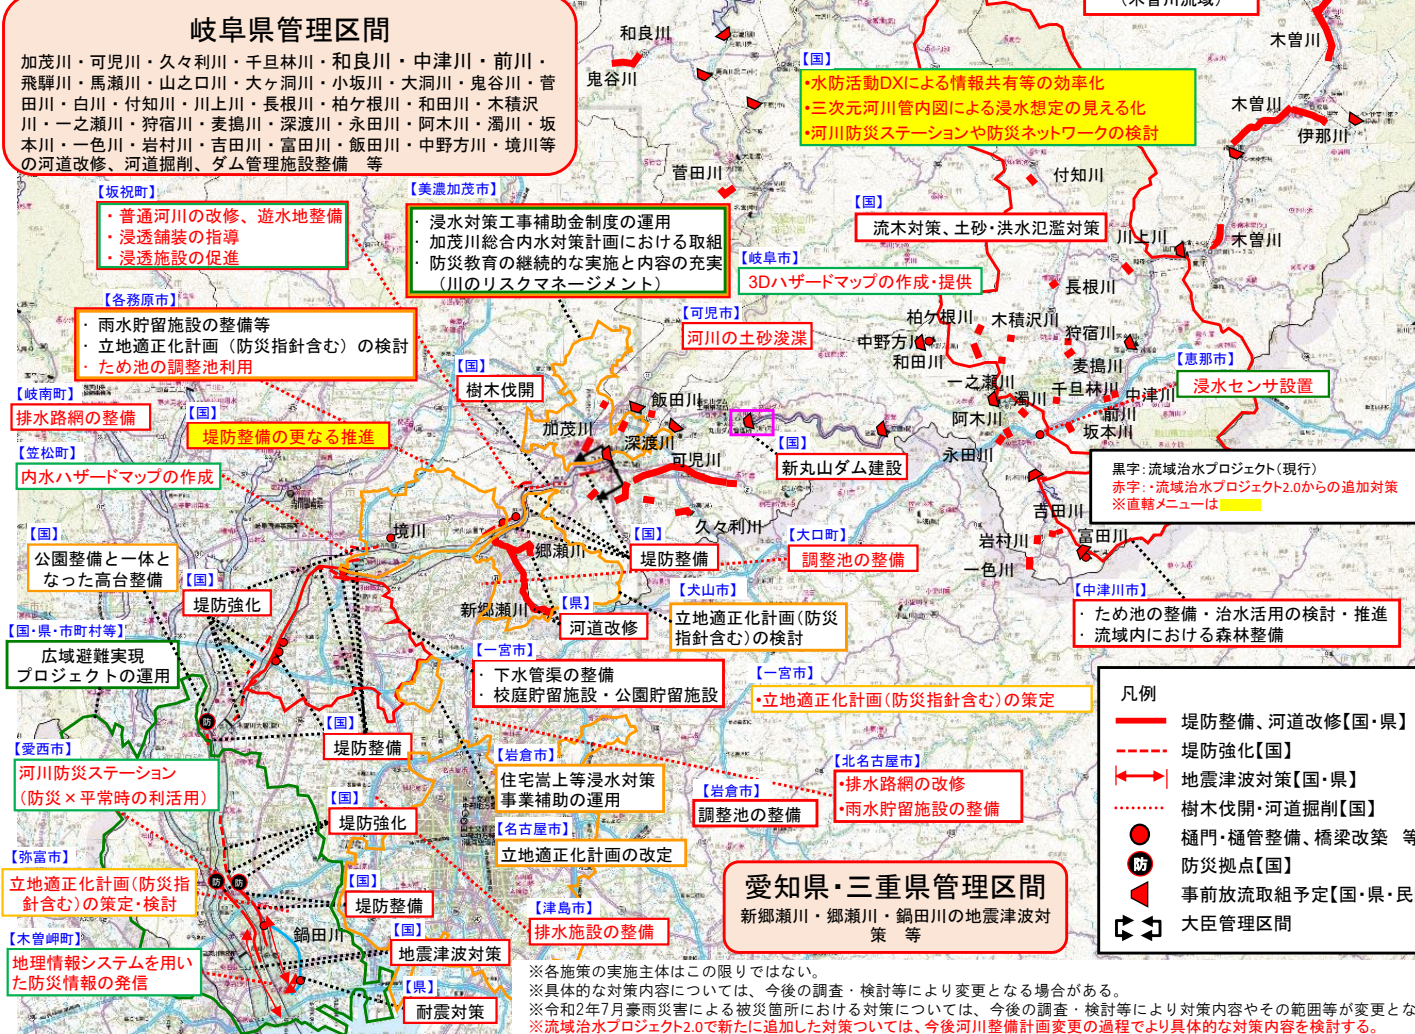 岐阜県管理区間
加茂川・可児川・久々利川・千旦林川・和良川・中津川・前川・
飛騨川・馬瀬川・山之口川・大ヶ洞川・小坂川・大洞川・鬼谷川・菅
田川・白川・付知川・川上川・長根川・柏ケ根川・和田川・木積沢
川・一之瀬川・狩宿川・麦搗川・深渡川・永田川・阿木川・濁川・坂
本川・一色川・岩村川・吉田川・富田川・飯田川・中野方川・境川等
の河道改修、河道掘削、ダム管理施設整備 等
(木曽川流域)
和良川
鬼谷川
木曽川
木曽川
伊那川
【国】
・水防活動DXによる情報共有等の効率化
・三次元河川管内図による浸水想定の見える化
・河川防災ステーションや防災ネットワークの検討
菅田川
付知川
【坂祝町】
・普通河川の改修、遊水地整備
・浸透舗装の指導
・浸透施設の促進
【美濃加茂市】
・ 浸水対策工事補助金制度の運用
・ 加茂川総合内水対策計画における取組
・ 防災教育の継続的な実施と内容の充実
(川のリスクマネージメント)
【国】
流木対策、土砂・洪水氾濫対策
川上川
木曽川
【岐阜市】
3Dハザードマップの作成・提供
長根川
【各務原市】
・ 雨水貯留施設の整備等
・ 立地適正化計画（防災指針含む）の検討
・ ため池の調整池利用
【可児市】
河川の土砂浚渫
柏ケ根川
木積沢川
狩宿川
中野方川
和田川
麦搗川
【恵那市】
浸水センサ設置
【国】
樹木伐開
一之瀬川
千旦林川
中津川
濁川
前川
阿木川
坂本川
永田川
【岐南町】
排水路網の整備
【国】
堤防整備の更なる推進
飯田川
加茂川
深渡川
可児川
【国】
新丸山ダム建設
【笠松町】
内水ハザードマップの作成
黒字：流域治水プロジェクト(現行)
赤字：・流域治水プロジェクト2.0からの追加対策
※直轄メニューは
吉田川
久々利川
岩村川
富田川
一色川
境川
【国】
公園整備と一体と
なった高台整備
【国】
堤防強化
郷瀬川
【国】
堤防整備
【大口町】
調整池の整備
新郷瀬川
【県】
河道改修
【犬山市】
立地適正化計画(防災
指針含む)の検討
【中津川市】
・ ため池の整備・治水活用の検討・推進
・ 流域内における森林整備
【国・県・市町村等】
広域避難実現
プロジェクトの運用
【一宮市】
・ 下水管渠の整備
・ 校庭貯留施設・公園貯留施設
【一宮市】
・立地適正化計画(防災指針含む)の策定
凡例
堤防整備、河道改修【国・県】
堤防強化【国】
地震津波対策【国・県】
樹木伐開・河道掘削【国】
樋門・樋管整備、橋梁改築 等
防
防災拠点【国】
事前放流取組予定【国・県・民
大臣管理区間
防
【国】
堤防整備
【愛西市】
河川防災ステーション
(防災×平常時の利活用)
【岩倉市】
住宅嵩上等浸水対策
事業補助の運用
【北名古屋市】
・排水路網の改修
・雨水貯留施設の整備
【岩倉市】
調整池の整備
【国】
堤防強化
【名古屋市】
立地適正化計画の改定
【弥富市】
立地適正化計画(防災指
針含む)の策定・検討
防
防
【国】
堤防整備
愛知県・三重県管理区間
新郷瀬川・郷瀬川・鍋田川の地震津波対
策 等
【津島市】
排水施設の整備
【木曽岬町】
地理情報システムを用い
た防災情報の発信
鍋田川
【国】
地震津波対策
【県】
耐震対策
※各施策の実施主体はこの限りではない。
※具体的な対策内容については、今後の調査・検討等により変更となる場合がある。
※令和2年7月豪雨災害による被災箇所における対策については、今後の調査・検討等により対策内容やその範囲等が変更とな
※流域治水プロジェクト2.0で新たに追加した対策ついては、今後河川整備計画変更の過程でより具体的な対策内容を検討する。